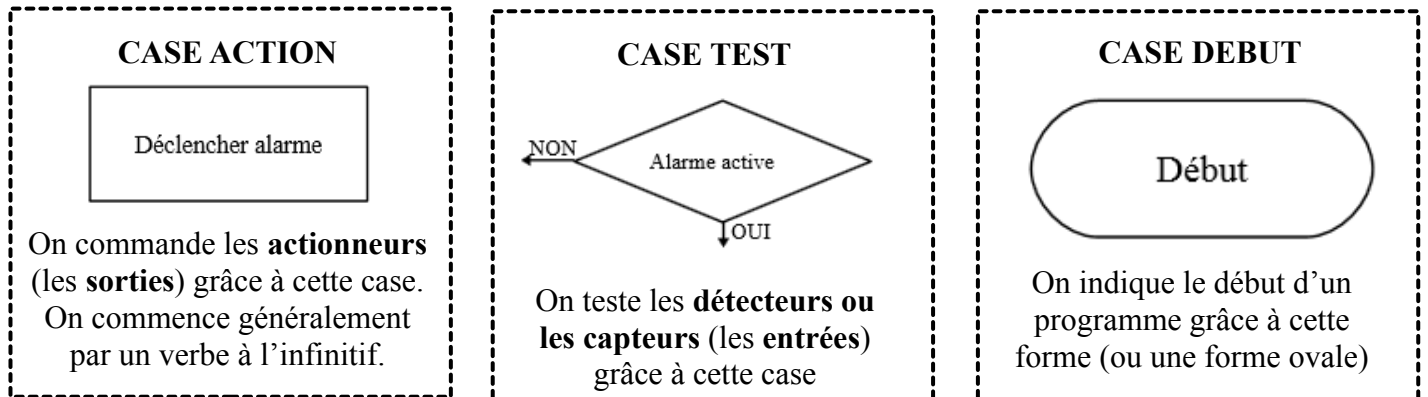 CASE ACTION
Déclencher alarme
On commande les actionneurs
(les sorties) grâce à cette case.
On commence généralement
par un verbe à l’infinitif.
CASE TEST
NON
Alarme active
OUI
On teste les détecteurs ou
les capteurs (les entrées)
grâce à cette case
CASE DEBUT
Début
On indique le début d’un
programme grâce à cette
forme (ou une forme ovale)